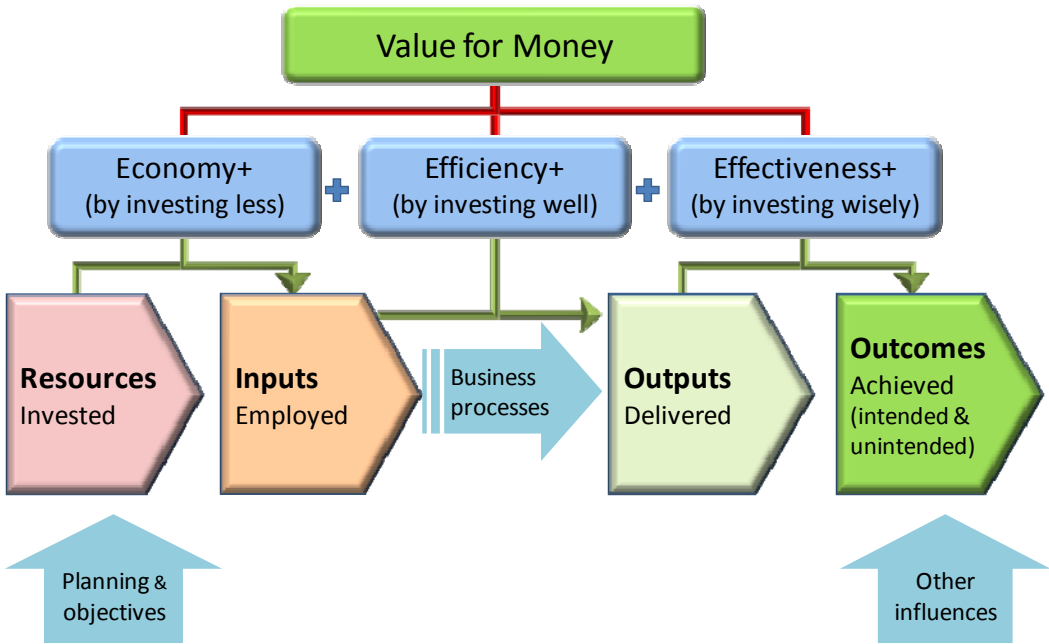 Value for Money
Economy+
(by investing less)
Efficiency+
(by investing well)
Effectiveness+
(by investing wisely)
Resources
Invested
Inputs
Employed
Business
processes
Outputs
Delivered
Outcomes
Achieved
(intended &
unintended)
Planning &
objectives
Other
influences